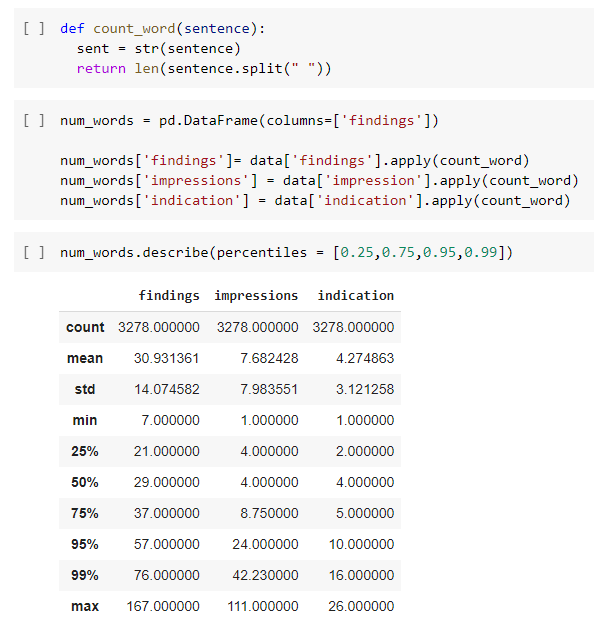 [ ] def count_word(sentence):
sent = str(sentence)
return len(sentence.split(" "))
[ ] num_words = pd.DataFrame(columns=['findings'])
num_words['findings']= data['findings'].apply(count_word)
num_words['impressions'] = data['impression'].apply(count_word)
num_words['indication'] = data['indication'].apply(count_word)
[ ] num_words.describe(percentiles = [0.25,0.75,0.95,0.99])
findings impressions indication
count 3278.000000 3278.000000 3278.000000
mean 30.931361 7.682428 4.274863
std 14.074582 7.983551 3.121258
min 7.000000 1.000000 1.000000
25% 21.000000 4.000000 2.000000
50% 29.000000 4.000000 4.000000
75% 37.000000 8.750000 5.000000
95% 57.000000 24.000000 10.000000
99% 76.000000 42.230000 16.000000
max 167.000000 111.000000 26.000000